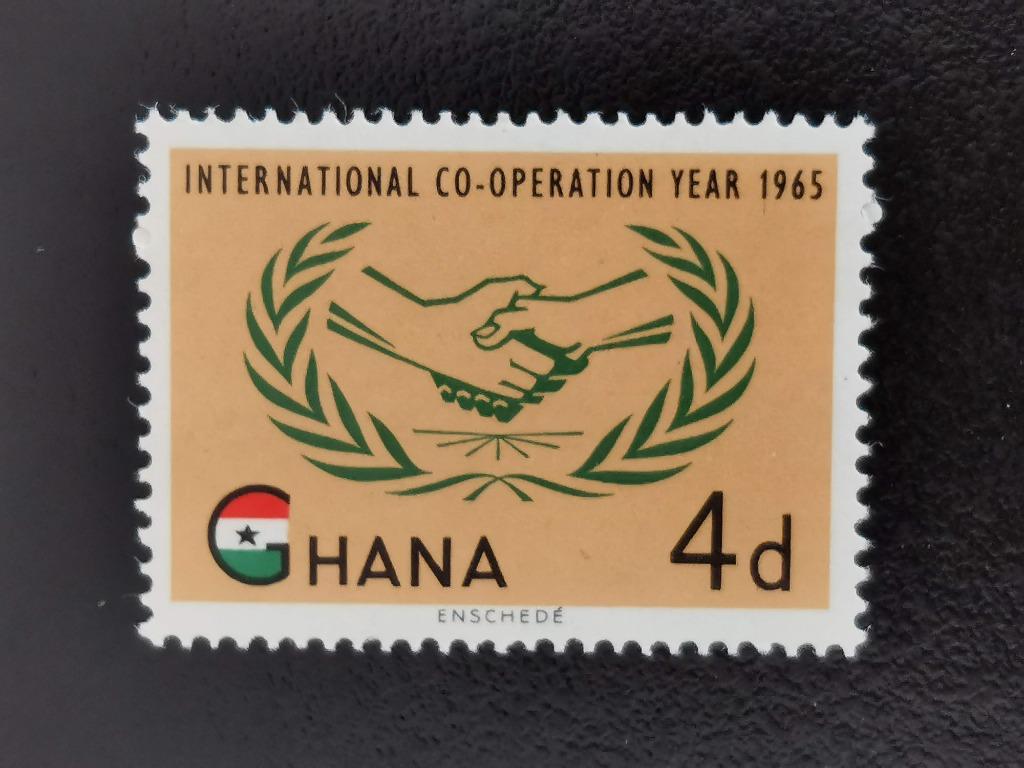 INTERNATIONAL CO-OPERATION YEAR 1965
GHANA 4d
ENSCHEDÉ